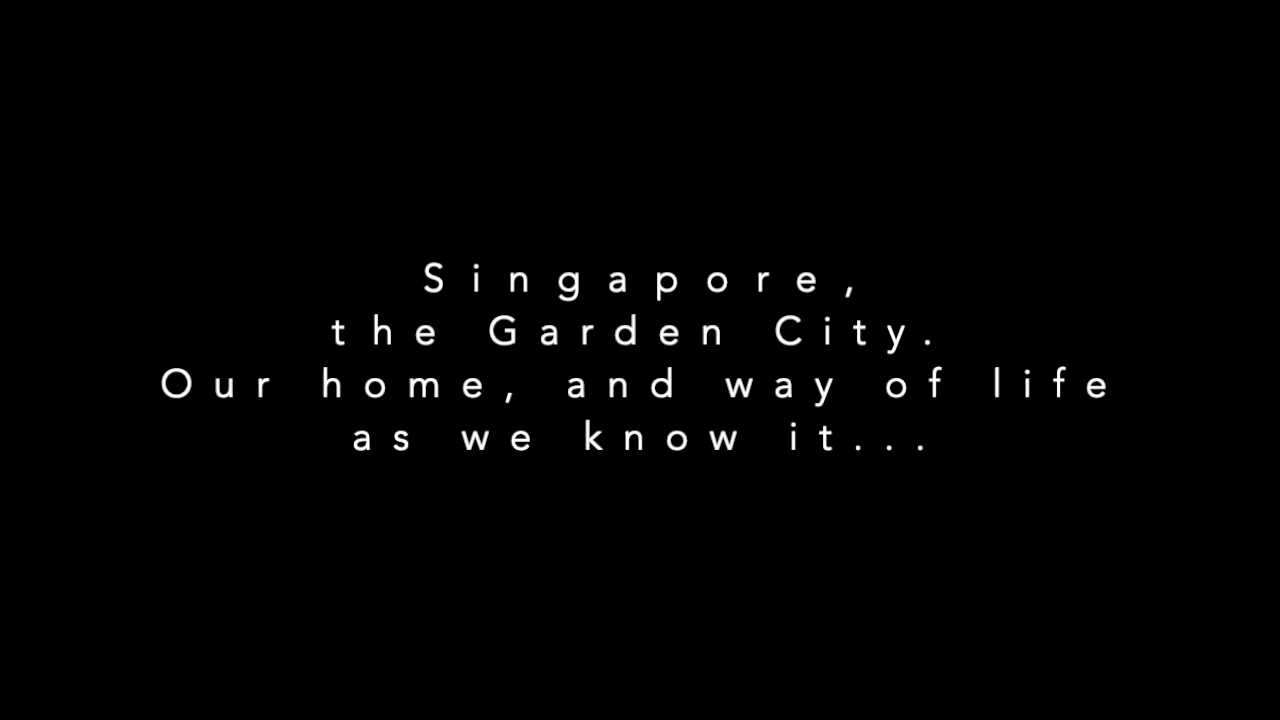 Singapore,
the Garden City.
Our home, and way of life
as we know it...